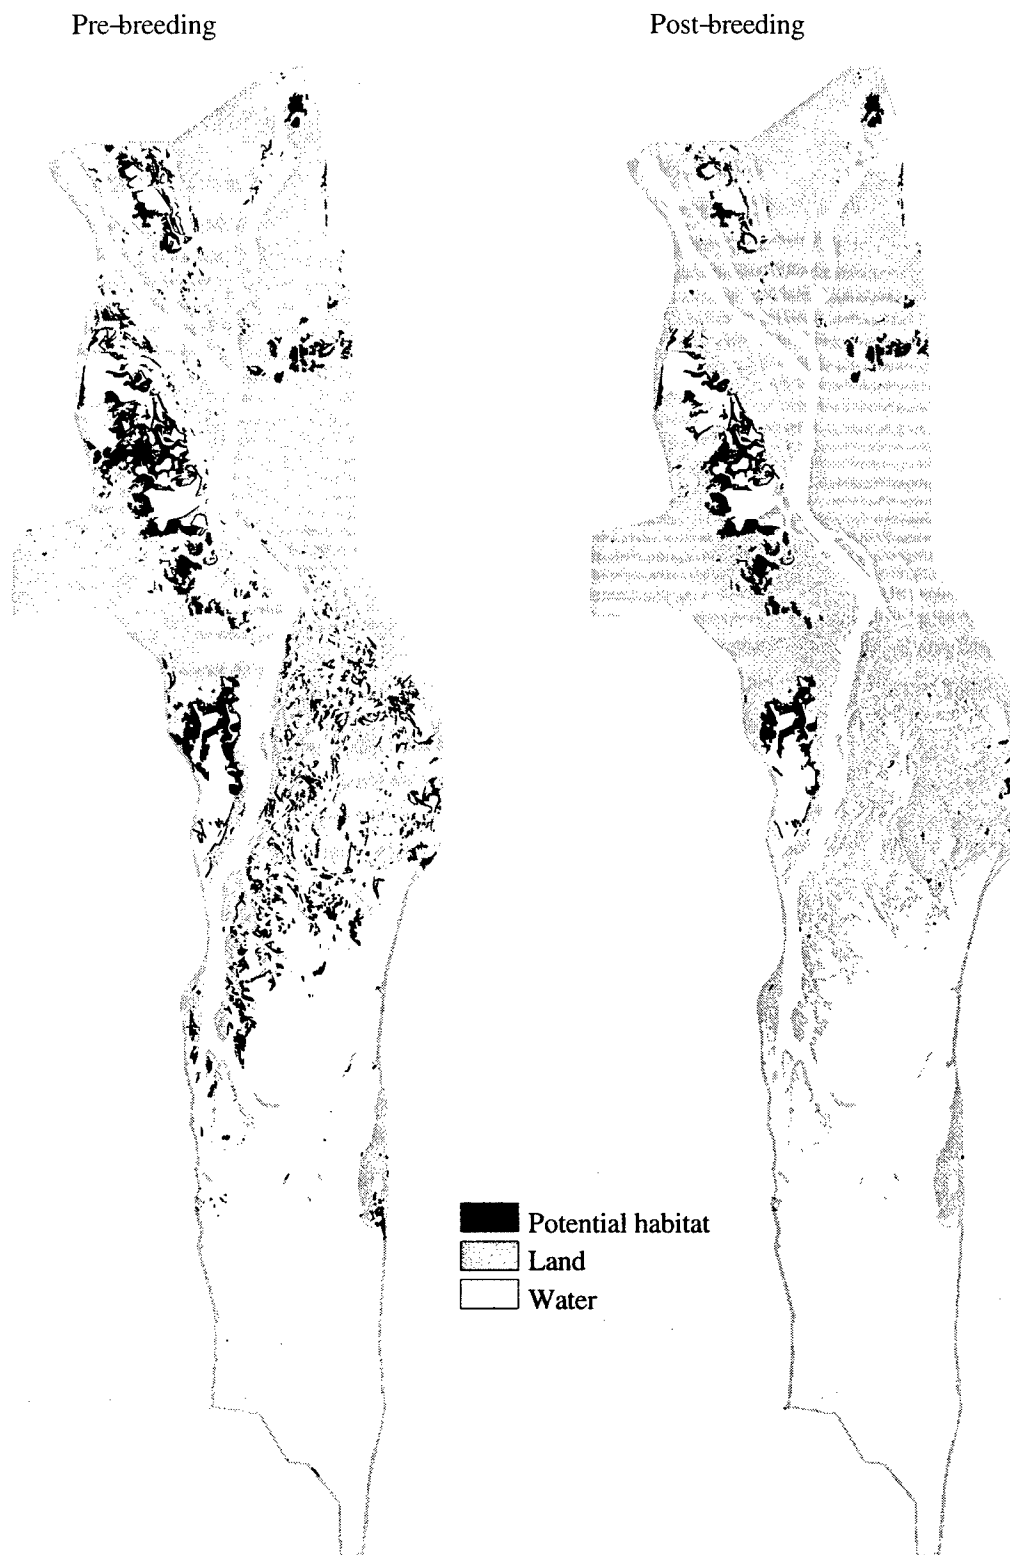 Pre-breeding
Post-breeding
Potential habitat
Land
Water